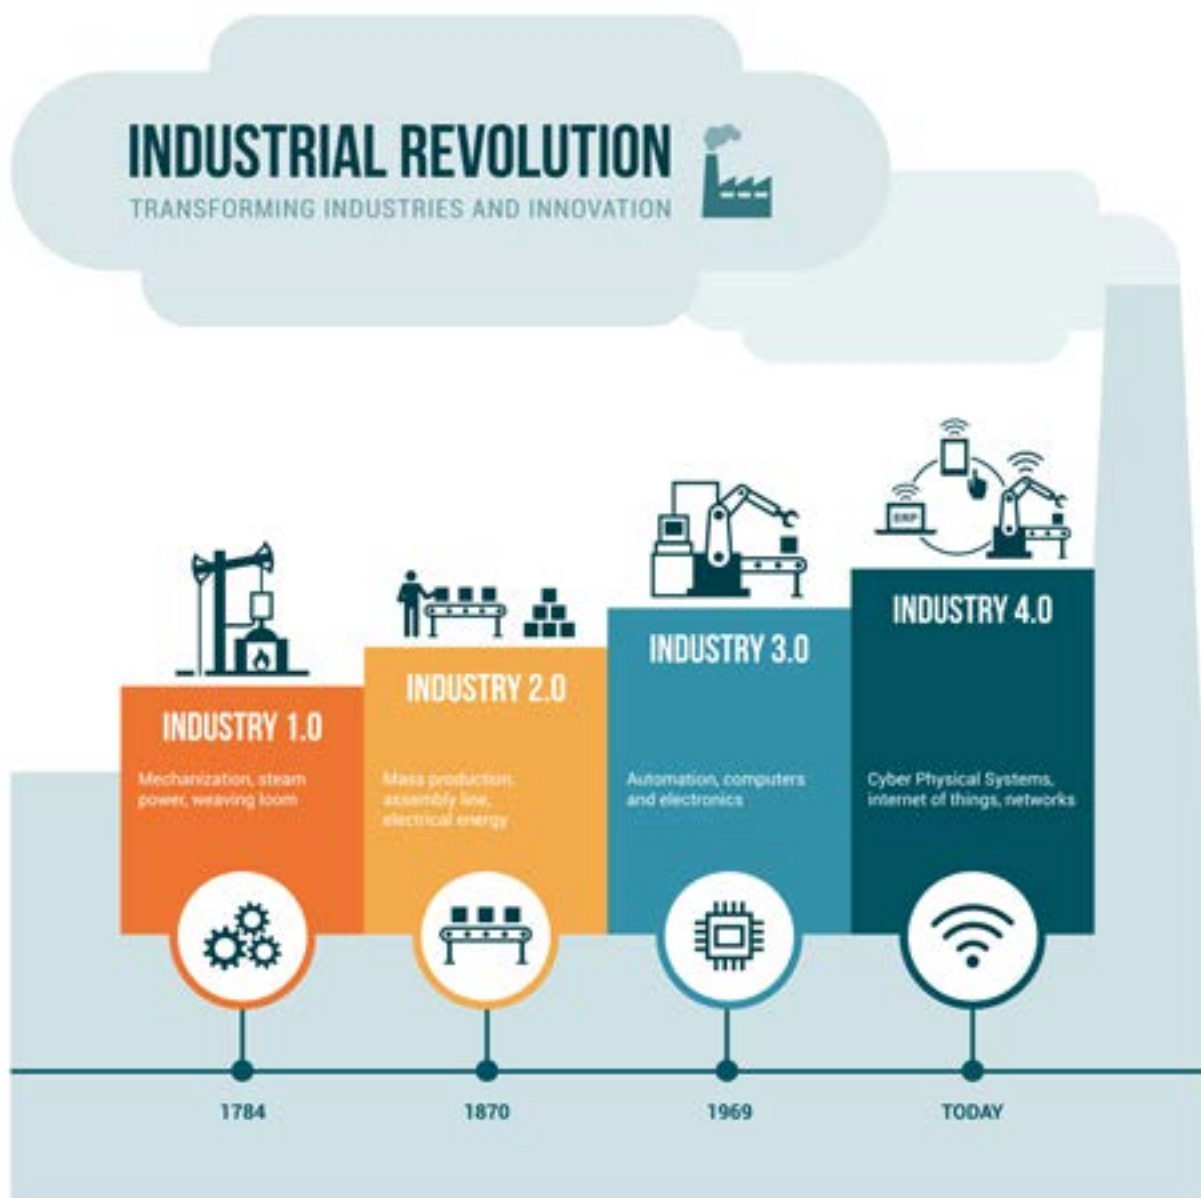 INDUSTRIAL REVOLUTION
TRANSFORMING INDUSTRIES AND INNOVATION
ERP
INDUSTRY 1.0
Mechanization, steam
power, weaving loom
INDUSTRY 2.0
Mass production,
assembly line,
electrical energy
INDUSTRY 3.0
Automation, computers
and electronics
INDUSTRY 4.0
Cyber Physical Systems,
internet of things, networks
1784
1870
1969
TODAY